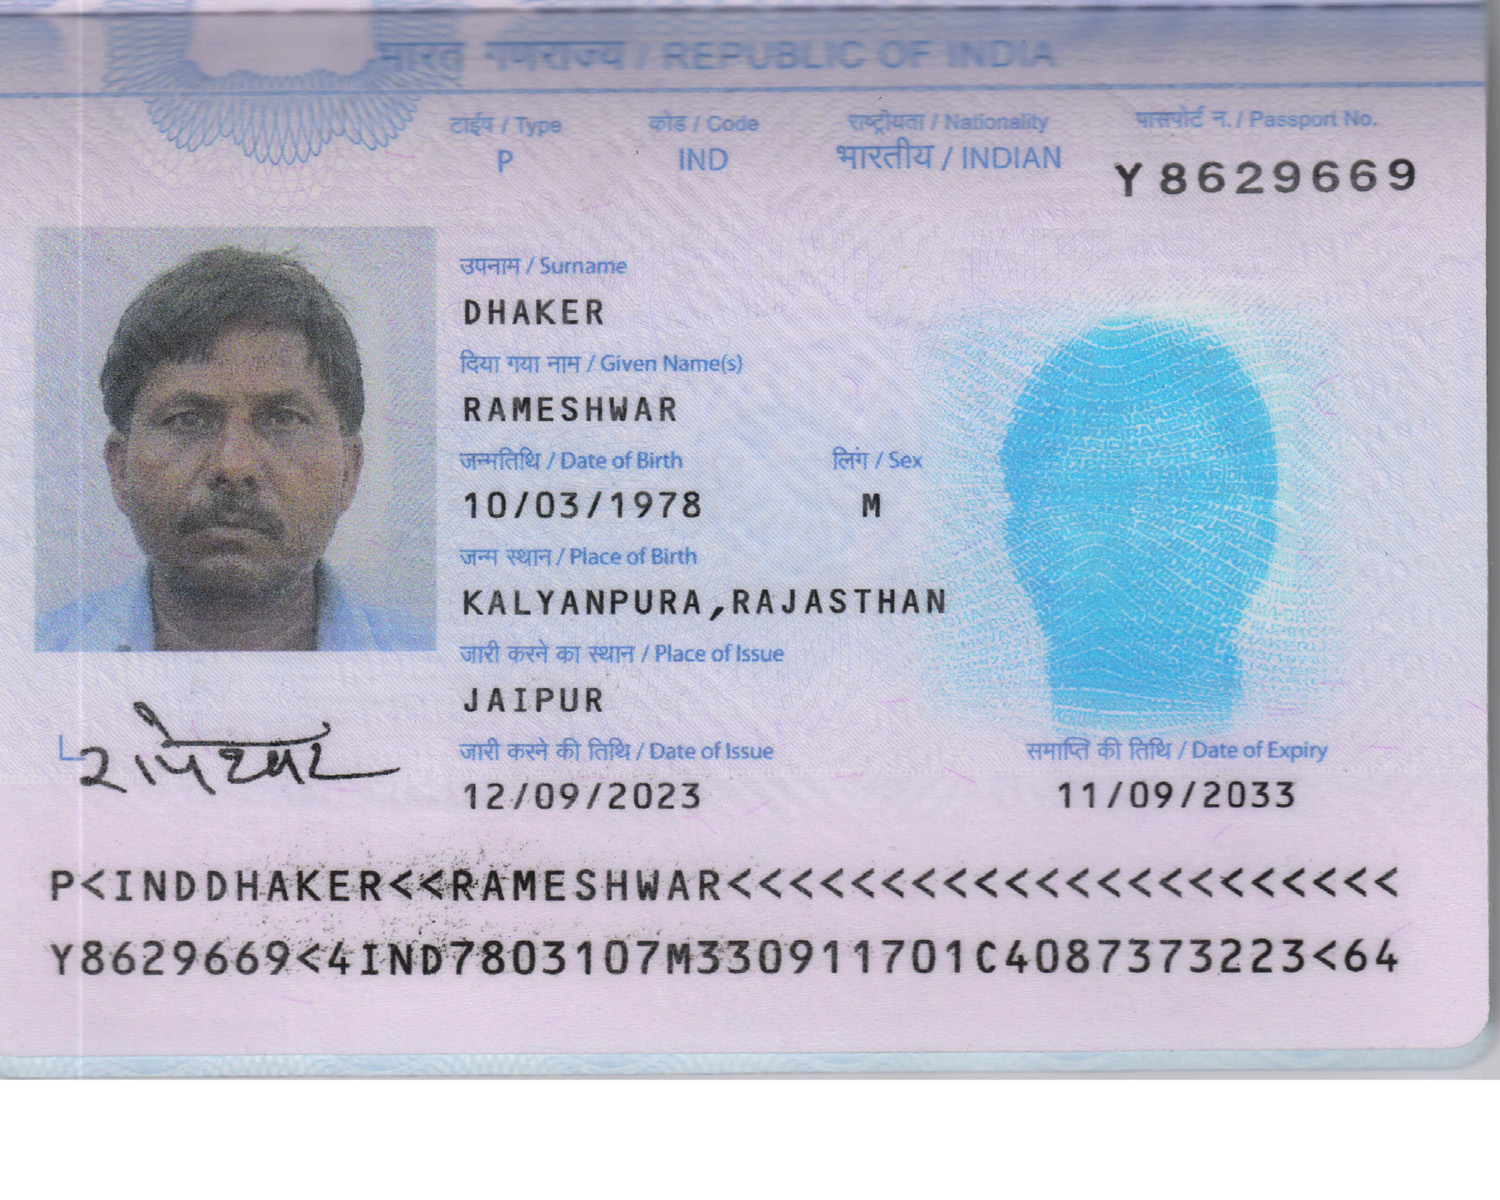 भारत गणराज्य / REPUBLIC OF INDIA
टाईप / Type कोड / Code राष्ट्रीयता / Nationality पासपोर्ट न. / Passport No.
P IND भारतीय / INDIAN Y 8629669
उपनाम / Surname
DHAKER
दिया गया नाम / Given Name(s)
RAMESHWAR
जन्मतिथि / Date of Birth लिंग / Sex
10/03/1978 M
जन्म स्थान / Place of Birth
KALYANPURA,RAJASTHAN
जारी करने का स्थान / Place of Issue
JAIPUR
जारी करने की तिथि / Date of Issue समाप्ति की तिथि / Date of Expiry
12/09/2023 11/09/2033
रामेश्वर
P<INDDHAKER<<RAMESHWAR<<<<<<<<<<<<<<<<<<<<<<
Y8629669<4IND7803107M330911701C4087373223<64